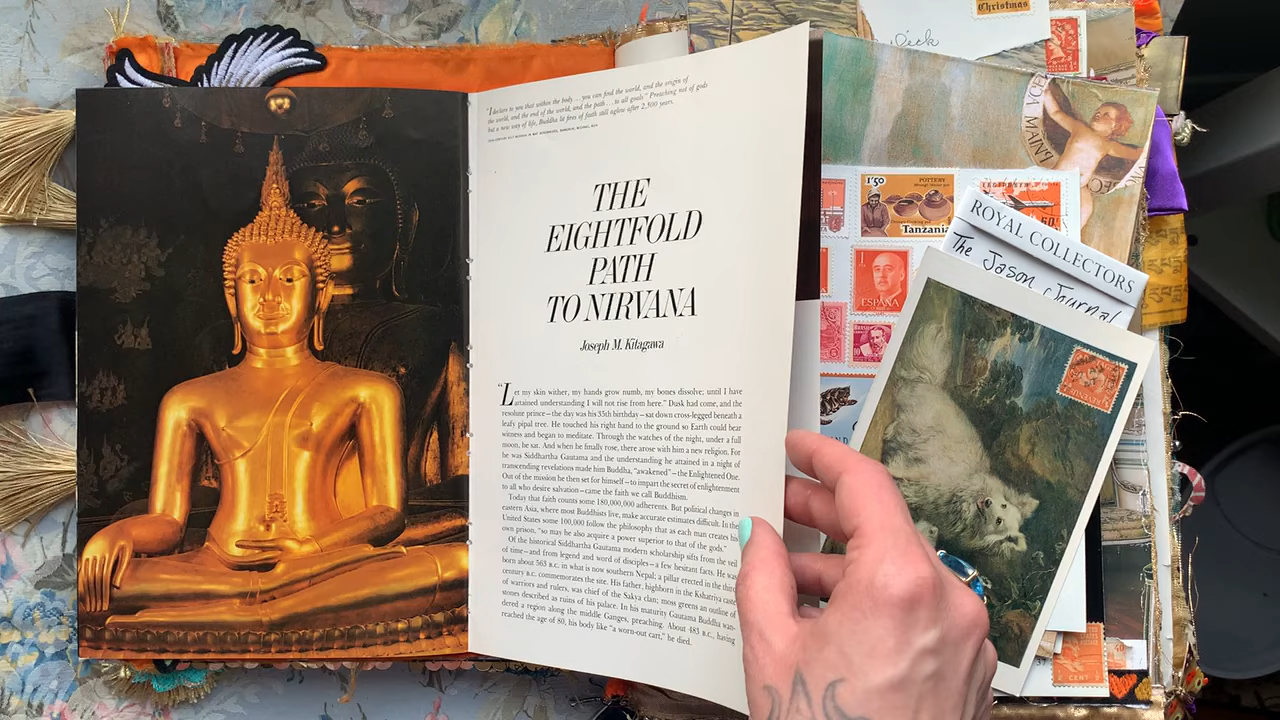 "I declare to you that within the body . . . you can find the world, and the origin of
the world, and the end of the world, and the path . . . to all goals." Preaching not of gods
but a new way of life, Buddha lit fires of faith still aglow after 2,500 years.
THE
EIGHTFOLD
PATH
TO NIRVANA
Joseph M. Kitagawa
"Let my skin wither, my hands grow numb, my bones dissolve; until I have
attained understanding I will not rise from here." Dusk had come, and the
resolute prince—the day was his 35th birthday—sat down cross-legged beneath a
leafy pipal tree. He touched his right hand to the ground so Earth could bear
witness and began to meditate. Through the watches of the night, under a full
moon, he sat. And when he finally rose, there arose with him a new religion. For
he was Siddhartha Gautama and the understanding he attained in a night of
transcending revelations made him Buddha, "awakened"—the Enlightened One.
Out of the mission he then set for himself—to impart the secret of enlightenment
to all who desire salvation—came the faith we call Buddhism.
Today that faith counts some 180,000,000 adherents. But political changes in
eastern Asia, where most Buddhists live, make accurate estimates difficult. In the
United States some 100,000 follow the philosophy that as each man creates his
own prison, "so may he also acquire a power superior to that of the gods."
Of the historical Siddhartha Gautama modern scholarship sifts from the veil
of time—and from legend and word of disciples—a few hesitant facts. He was
born about 563 B.C. in what is now southern Nepal; a pillar erected in the third
century B.C. commemorates the site. His father, highborn in the Kshatriya caste
of warriors and rulers, was chief of the Sakya clan; moss greens an outline of
stones described as ruins of his palace. In his maturity Gautama Buddha wan-
dered a region along the middle Ganges, preaching. About 483 B.C., having
reached the age of 80, his body like "a worn-out cart," he died.
Christmas
1'50
POTTERY
Tanzania
60
1 PTA
ESPAÑA
ROYAL COLLECTORS
The Jason Journal
CENT